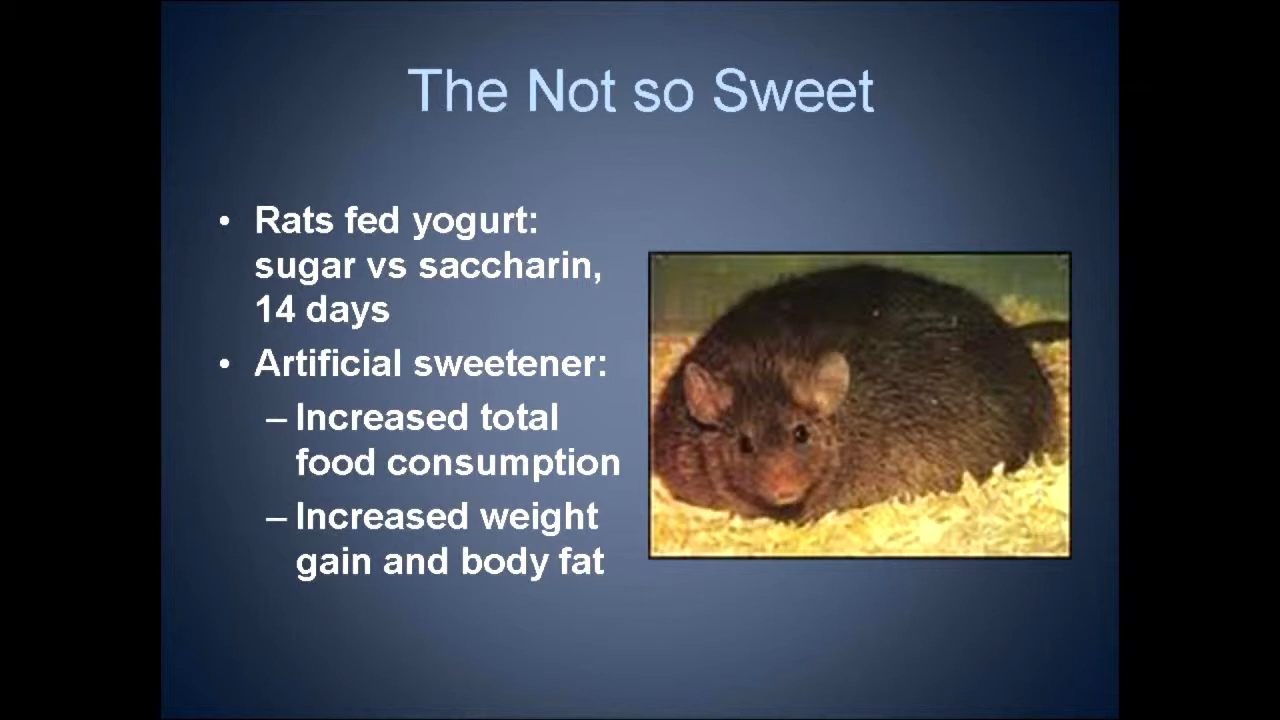 The Not so Sweet
• Rats fed yogurt:
sugar vs saccharin,
14 days
• Artificial sweetener:
– Increased total
food consumption
– Increased weight
gain and body fat